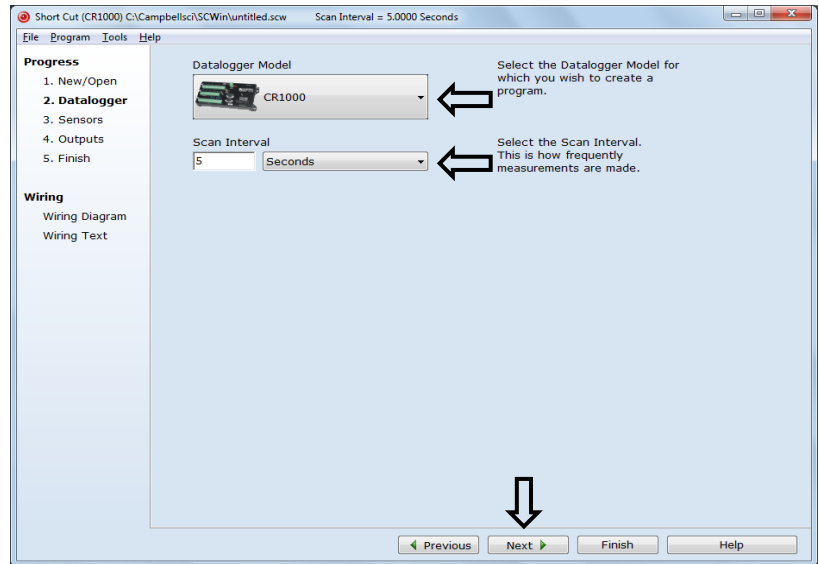 Short Cut (CR1000) C:\Campbellsci\SCWin\untitled.scw Scan Interval = 5.0000 Seconds
File Program Tools Help
Progress
1. New/Open
2. Datalogger
3. Sensors
4. Outputs
5. Finish
Wiring
Wiring Diagram
Wiring Text
Datalogger Model
CR1000
Select the Datalogger Model for
which you wish to create a
program.
Scan Interval
5 Seconds
Select the Scan Interval.
This is how frequently
measurements are made.
Previous Next Finish Help